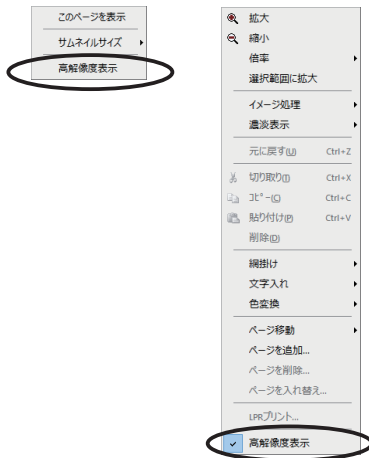 このページを表示
サムネイルサイズ
高解像度表示
拡大
縮小
倍率
選択範囲に拡大
イメージ処理
濃淡表示
元に戻す(U) Ctrl+Z
切り取り(T) Ctrl+X
ｺﾋﾟｰ(C) Ctrl+C
貼り付け(P) Ctrl+V
削除(D)
網掛け
文字入れ
色変換
ページ移動
ページを追加...
ページを削除...
ページを入れ替え...
LPRプリント...
高解像度表示